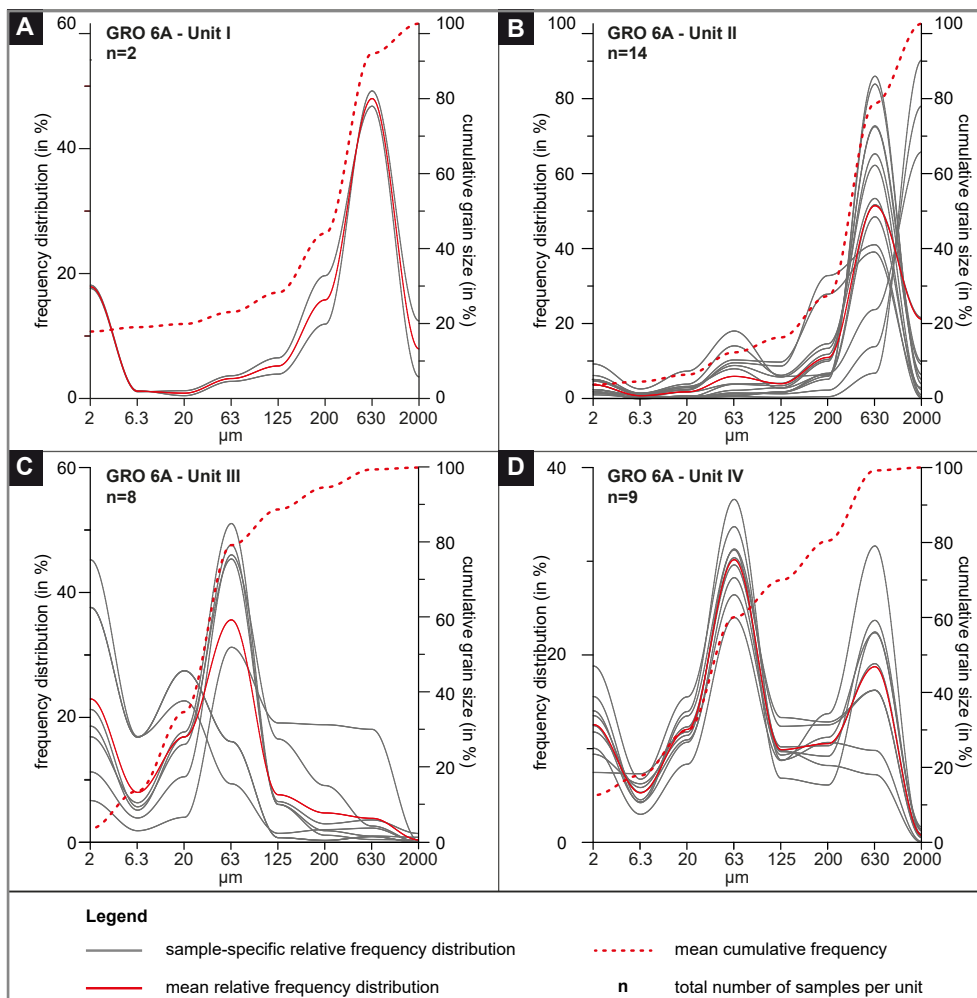 A
GRO 6A - Unit I
n=2
frequency distribution (in %)
60
40
20
0
100
80
60
40
20
0
cumulative grain size (in %)
2 6.3 20 63 125 200 630 2000
µm
B
GRO 6A - Unit II
n=14
frequency distribution (in %)
100
80
60
40
20
0
100
80
60
40
20
0
cumulative grain size (in %)
2 6.3 20 63 125 200 630 2000
µm
C
GRO 6A - Unit III
n=8
frequency distribution (in %)
60
40
20
0
100
80
60
40
20
0
cumulative grain size (in %)
2 6.3 20 63 125 200 630 2000
µm
D
GRO 6A - Unit IV
n=9
frequency distribution (in %)
40
20
0
100
80
60
40
20
0
cumulative grain size (in %)
2 6.3 20 63 125 200 630 2000
µm
Legend
sample-specific relative frequency distribution
mean cumulative frequency
mean relative frequency distribution
n total number of samples per unit